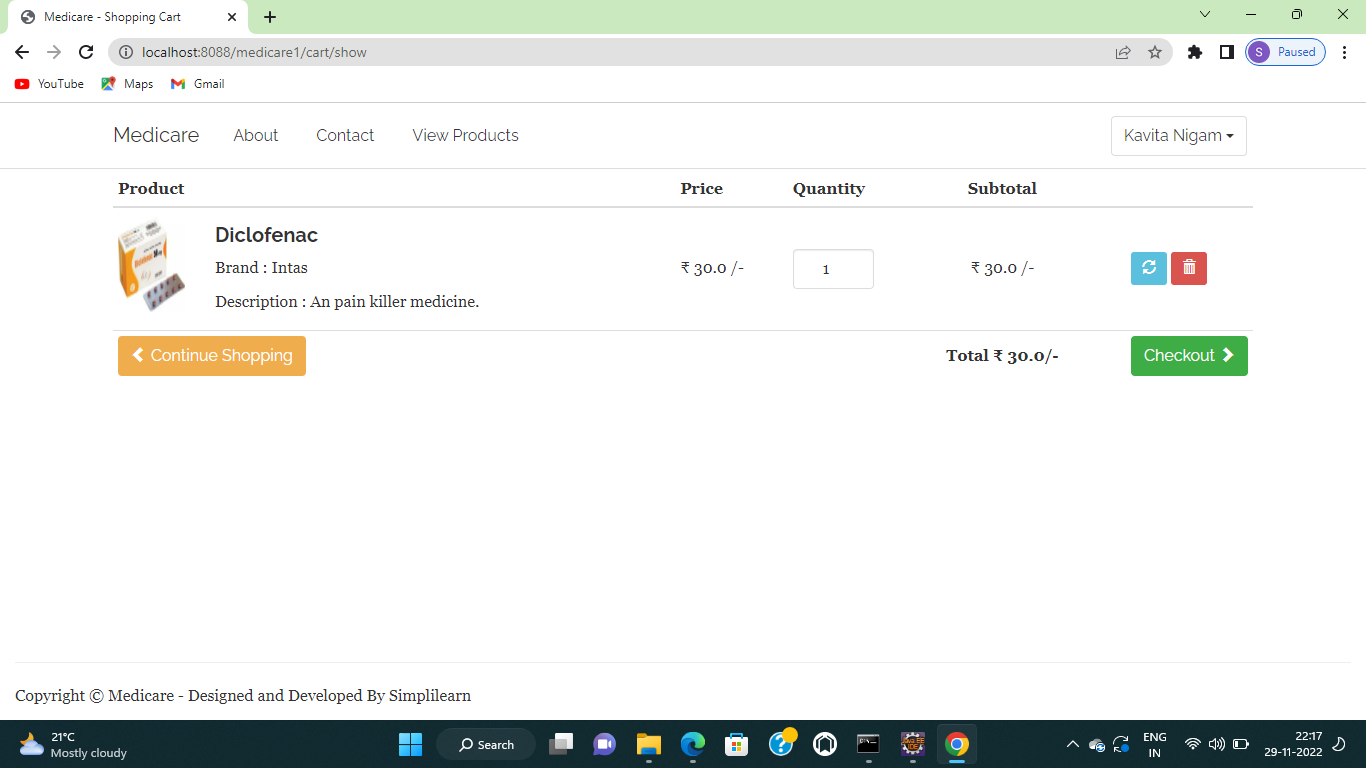 Medicare - Shopping Cart
localhost:8088/medicare1/cart/show
S Paused
YouTube Maps Gmail
Medicare About Contact View Products Kavita Nigam
Product Price Quantity Subtotal
Diclofenac
Brand : Intas
₹ 30.0 /- 1 ₹ 30.0 /-
Description : An pain killer medicine.
Continue Shopping Total ₹ 30.0/- Checkout
Copyright © Medicare - Designed and Developed By Simplilearn
21°C
Mostly cloudy
Search
ENG
IN
22:17
29-11-2022